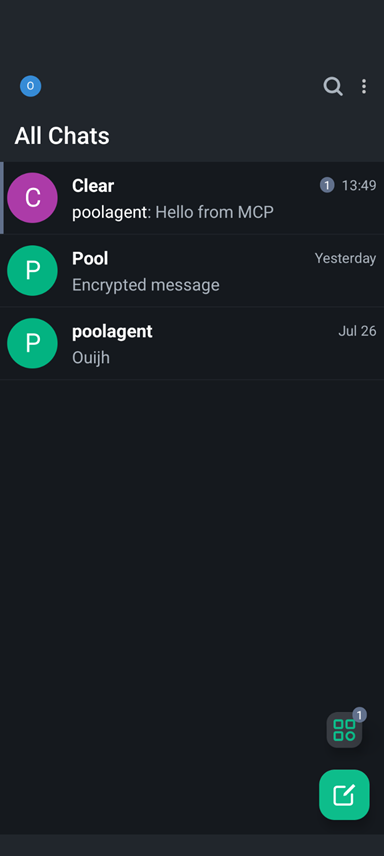 O
All Chats
C
Clear
1 13:49
poolagent: Hello from MCP
P
Pool
Yesterday
Encrypted message
P
poolagent
Jul 26
Ouijh
1